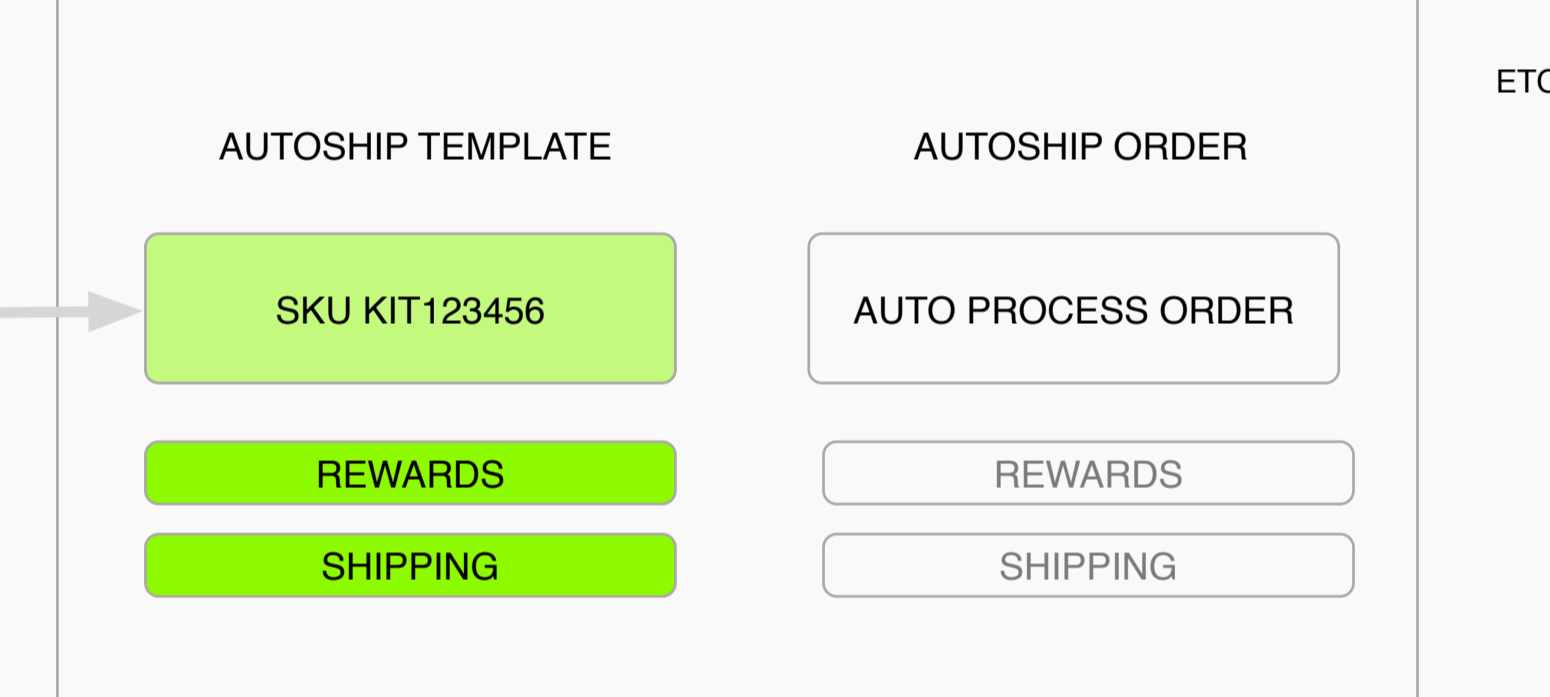 AUTOSHIP TEMPLATE
SKU KIT123456
REWARDS
SHIPPING
AUTOSHIP ORDER
AUTO PROCESS ORDER
REWARDS
SHIPPING